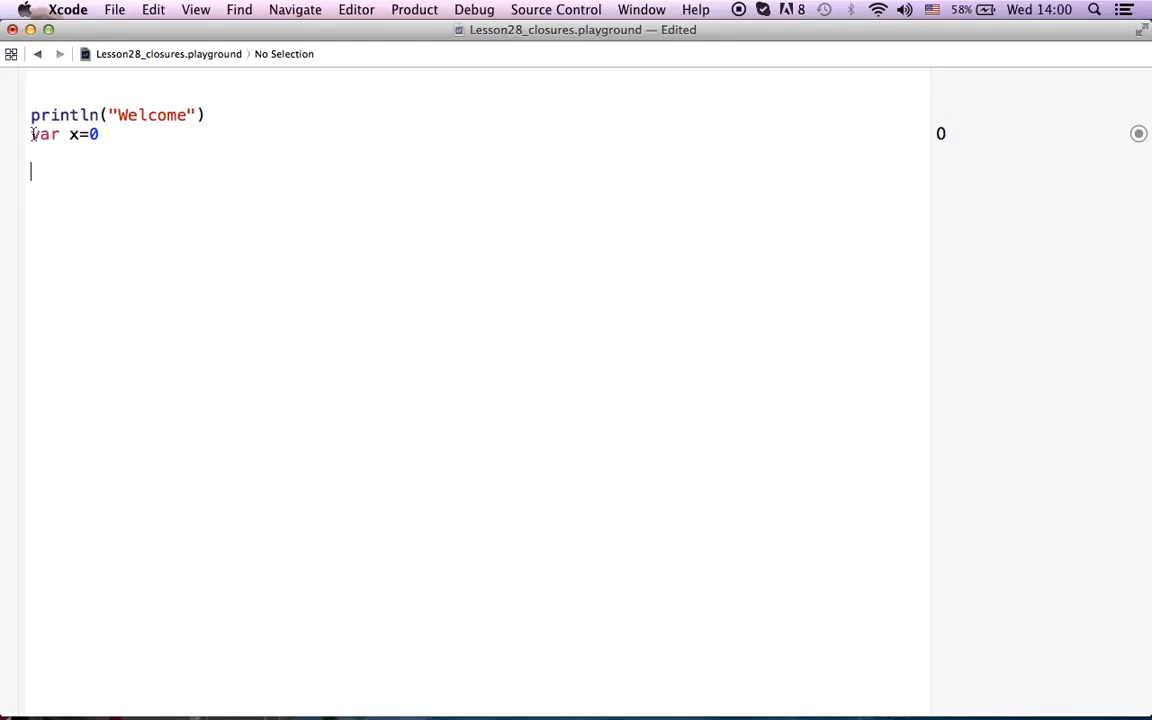 Xcode File Edit View Find Navigate Editor Product Debug Source Control Window Help 8 58% Wed 14:00
Lesson28_closures.playground — Edited
Lesson28_closures.playground 〉 No Selection
println("Welcome")
var x=0 0